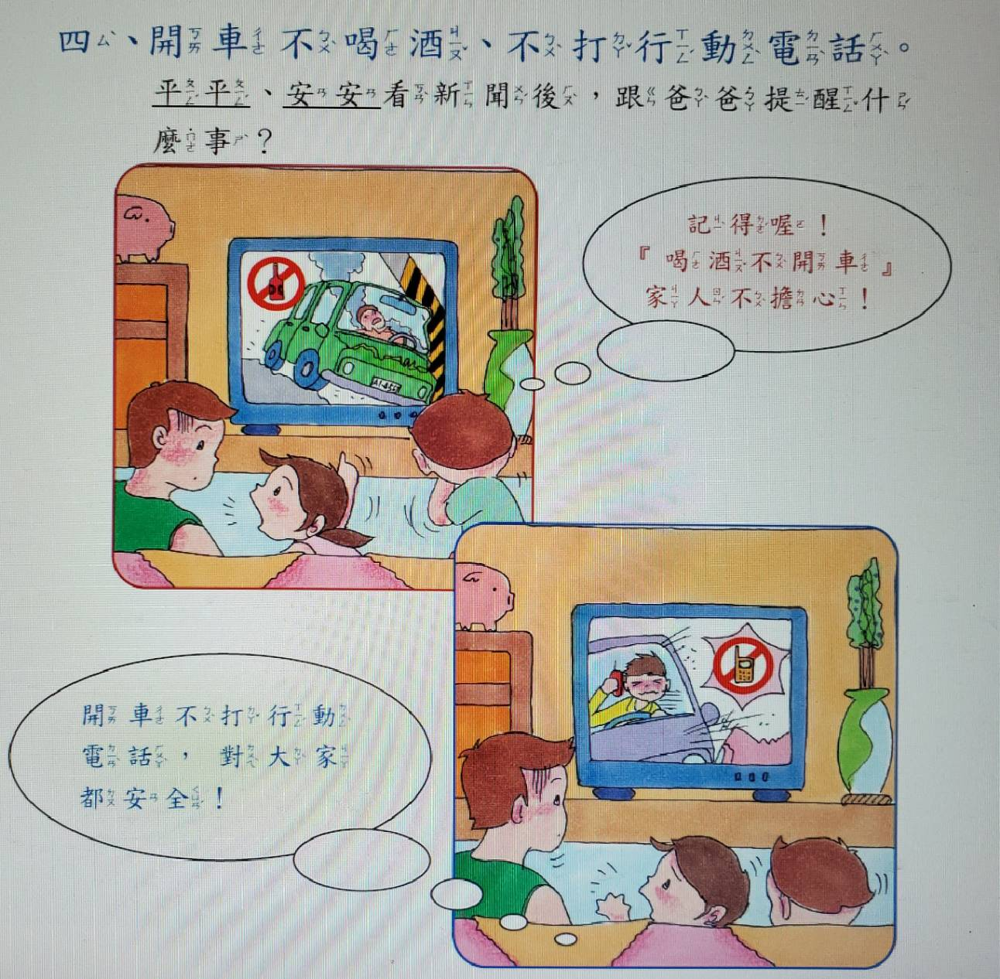 四、開車不喝酒、不打行動電話。
平平、安安看新聞後，跟爸爸提醒什
麼事？
記得喔！
『喝酒不開車』
家人不擔心！
開車不打行動
電話，對大家
都安全！